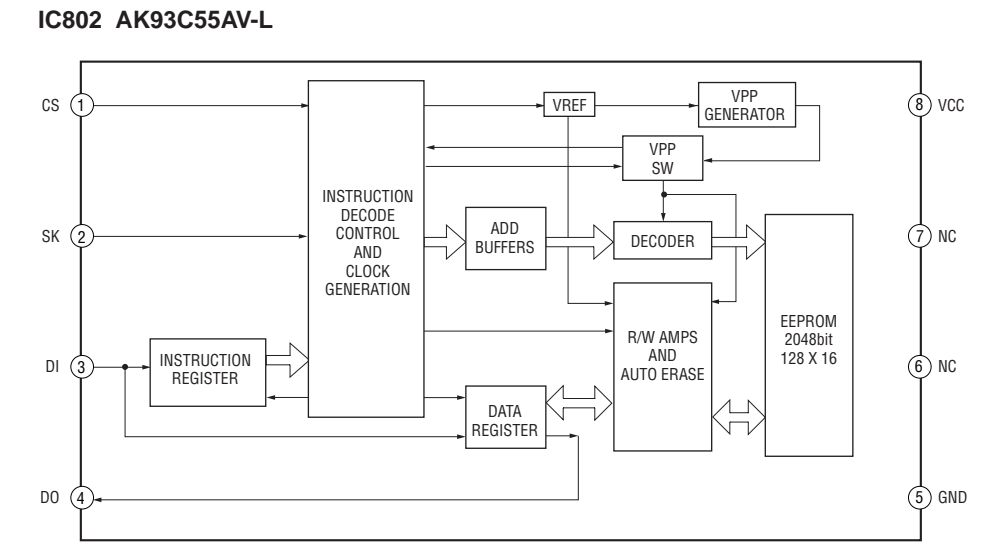 IC802 AK93C55AV-L
CS 1
VREF
VPP
GENERATOR
8 VCC
VPP
SW
INSTRUCTION
DECODE
CONTROL
AND
CLOCK
GENERATION
SK 2
ADD
BUFFERS
DECODER
7 NC
EEPROM
2048bit
128 X 16
R/W AMPS
AND
AUTO ERASE
DI 3
INSTRUCTION
REGISTER
6 NC
DATA
REGISTER
DO 4
5 GND